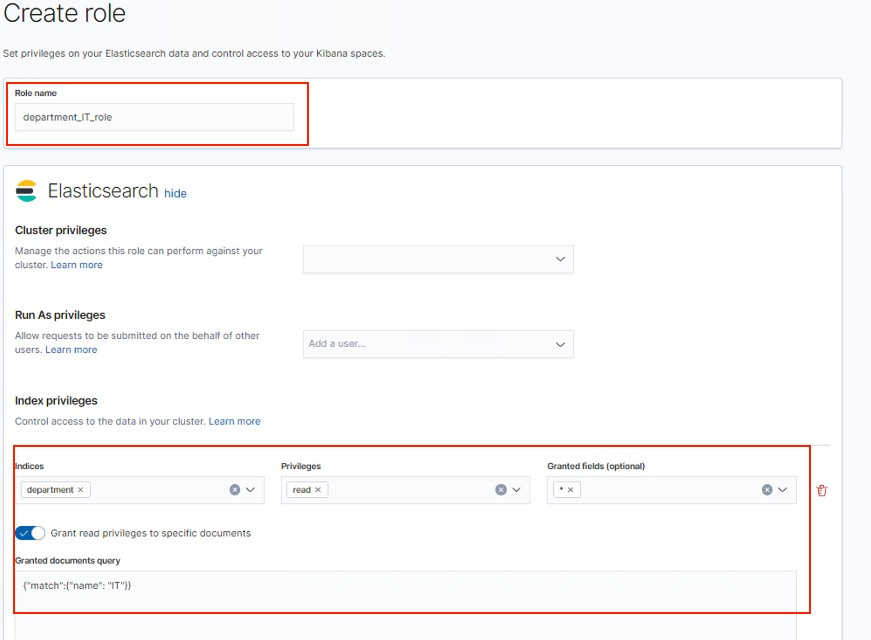 Create role
Set privileges on your Elasticsearch data and control access to your Kibana spaces.
Role name
department_IT_role
Elasticsearch hide
Cluster privileges
Manage the actions this role can perform against your
cluster. Learn more
Run As privileges
Allow requests to be submitted on the behalf of other
users. Learn more
Add a user...
Index privileges
Control access to the data in your cluster. Learn more
Indices Privileges Granted fields (optional)
department × read × * ×
Grant read privileges to specific documents
Granted documents query
{"match":{"name": "IT"}}